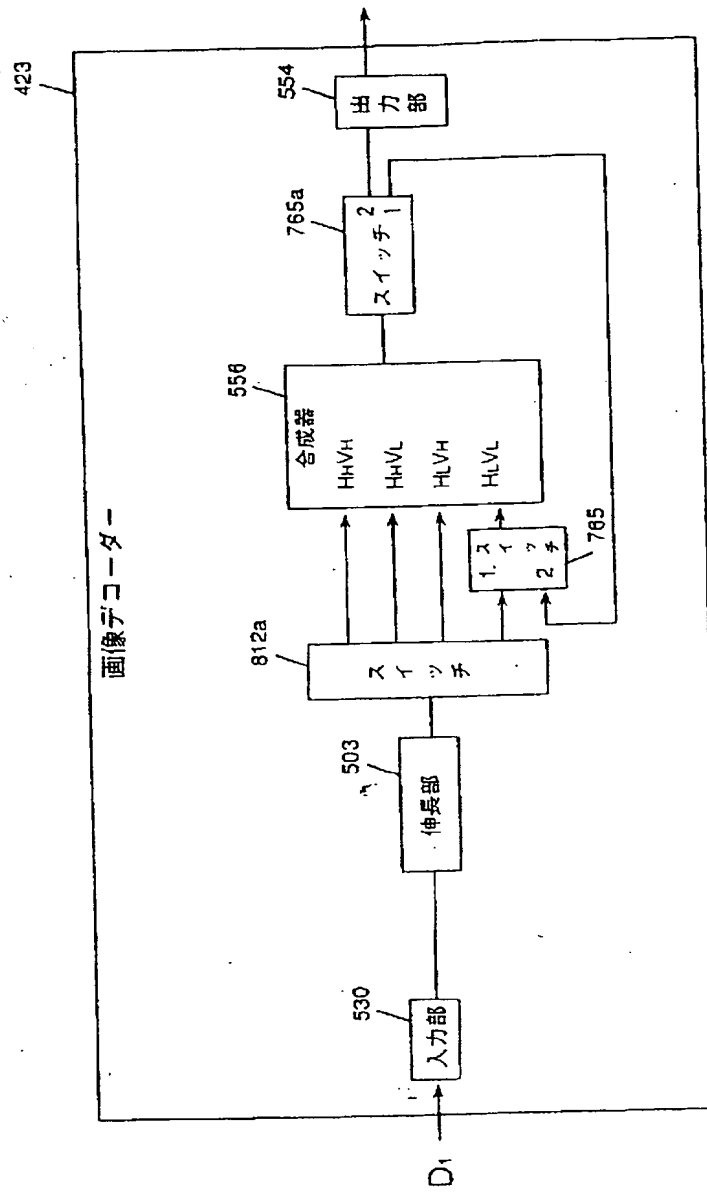 画像デコーダー
423
D1
530
入力部
503
伸長部
812a
スイッチ
556
合成器
HHVH
HHVL
HLVH
HLVL
1.スイッチ2
765
765a
スイッチ
2
1
554
出力部